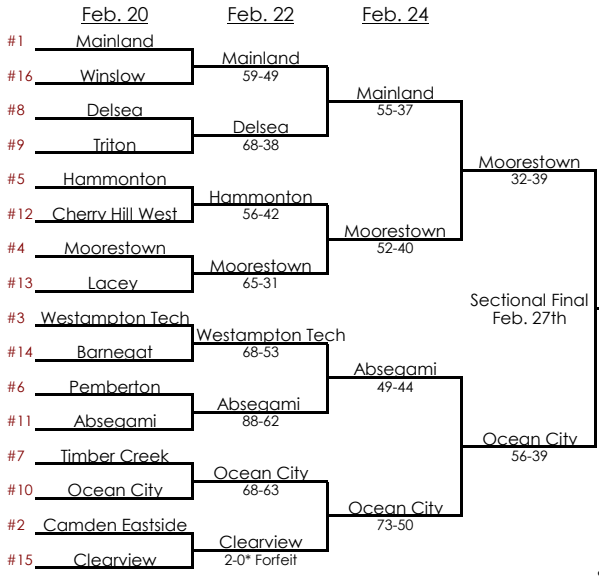 Feb. 20 Feb. 22 Feb. 24
#1 Mainland
Mainland
59-49
#16 Winslow
Mainland
55-37
#8 Delsea
Delsea
68-38
#9 Triton
Moorestown
32-39
#5 Hammonton
Hammonton
56-42
#12 Cherry Hill West
Moorestown
52-40
#4 Moorestown
Moorestown
65-31
#13 Lacey
Sectional Final
Feb. 27th
#3 Westampton Tech
Westampton Tech
68-53
#14 Barnegat
Absegami
49-44
#6 Pemberton
Absegami
88-62
#11 Absegami
Ocean City
56-39
#7 Timber Creek
Ocean City
68-63
#10 Ocean City
Ocean City
73-50
#2 Camden Eastside
Clearview
2-0* Forfeit
#15 Clearview